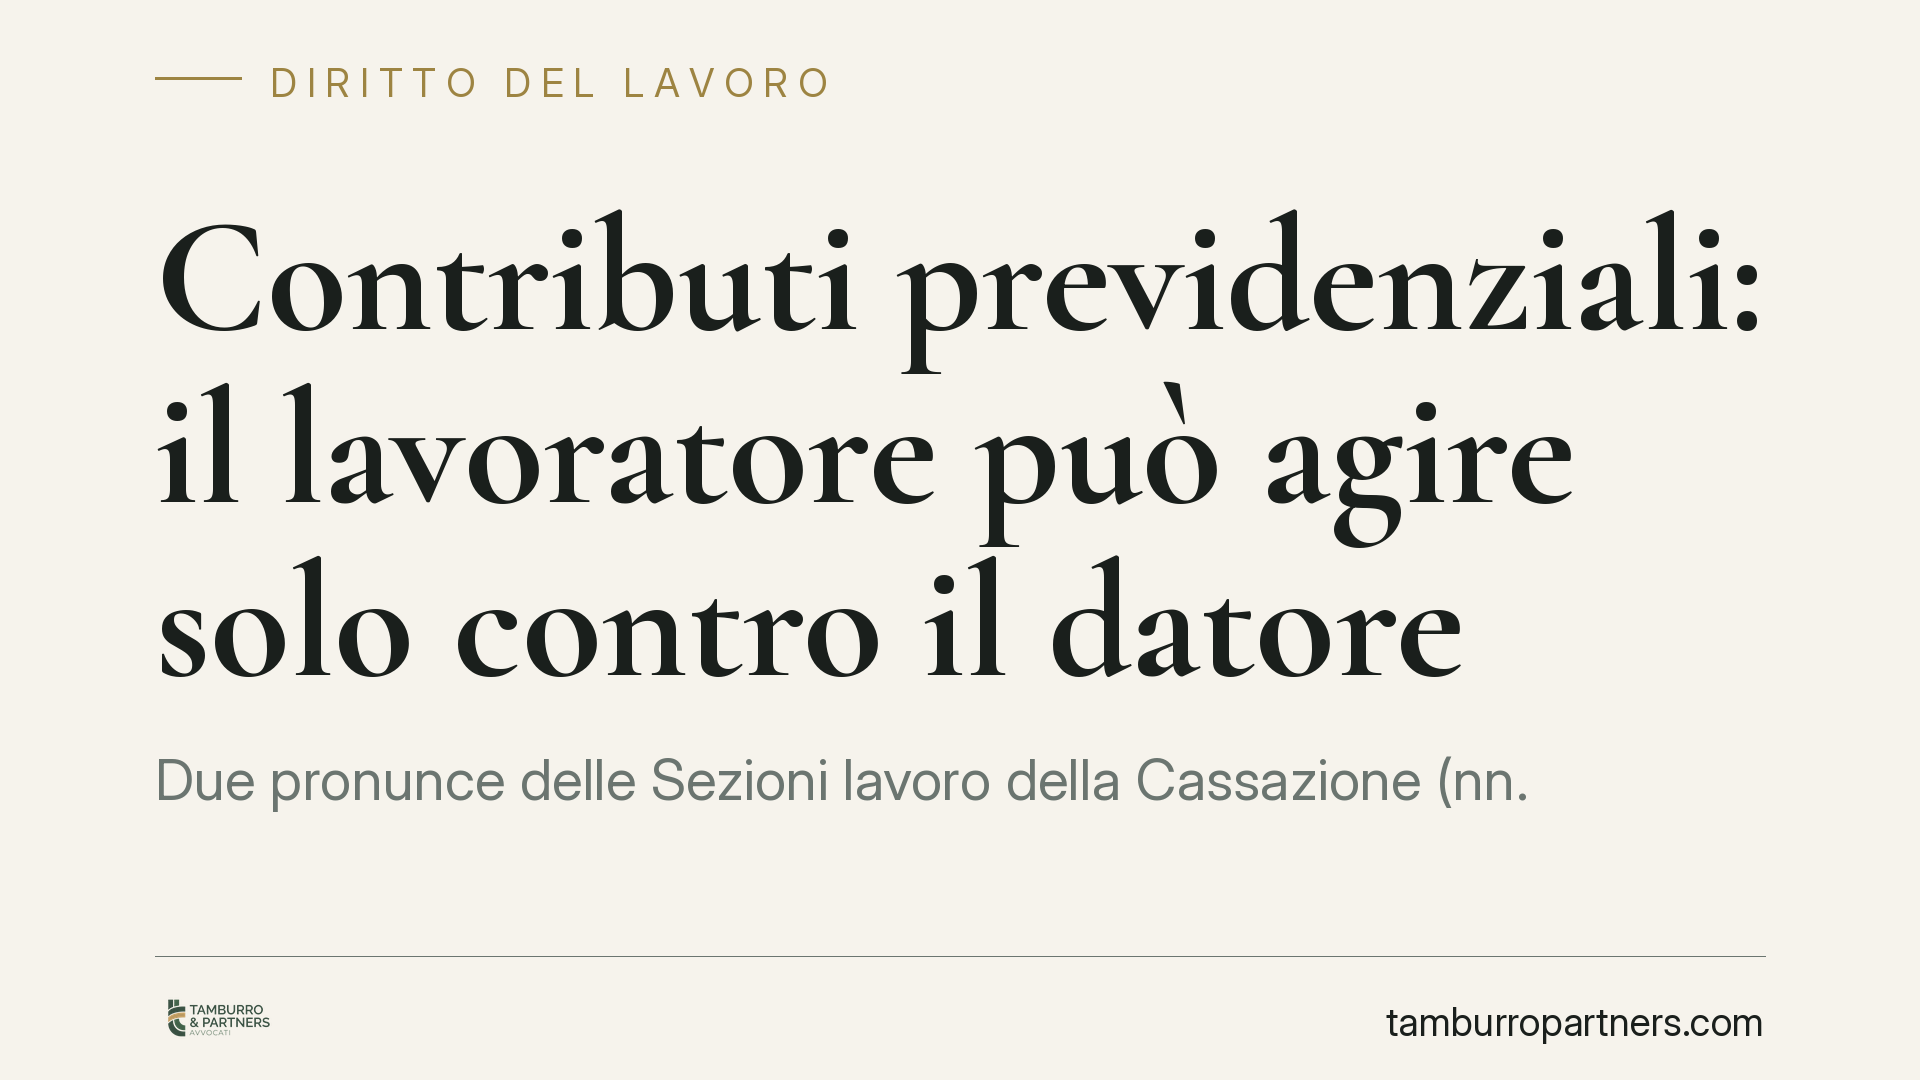 DIRITTO DEL LAVORO
Contributi previdenziali:
il lavoratore può agire
solo contro il datore
Due pronunce delle Sezioni lavoro della Cassazione (nn.
TAMBURRO
& PARTNERS
AVVOCATI
tamburropartners.com